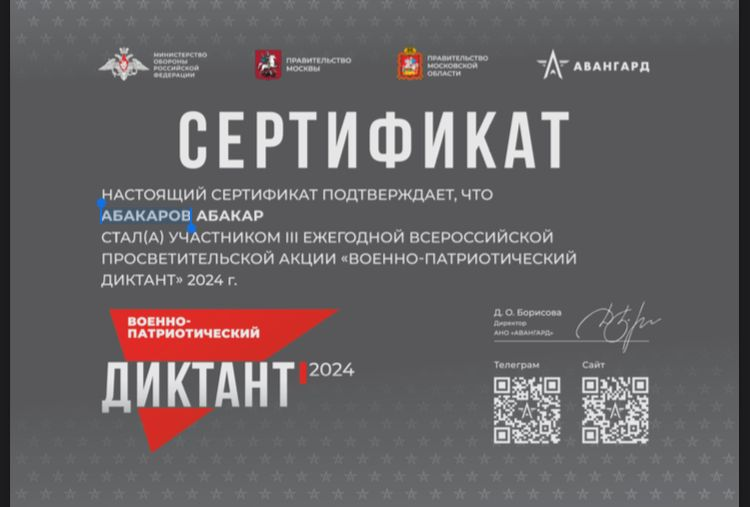 МИНИСТЕРСТВО
ОБОРОНЫ
РОССИЙСКОЙ
ФЕДЕРАЦИИ
ПРАВИТЕЛЬСТВО
МОСКВЫ
ПРАВИТЕЛЬСТВО
МОСКОВСКОЙ
ОБЛАСТИ
АВАНГАРД
СЕРТИФИКАТ
НАСТОЯЩИЙ СЕРТИФИКАТ ПОДТВЕРЖДАЕТ, ЧТО
АБАКАРОВ АБАКАР
СТАЛ(А) УЧАСТНИКОМ III ЕЖЕГОДНОЙ ВСЕРОССИЙСКОЙ
ПРОСВЕТИТЕЛЬСКОЙ АКЦИИ «ВОЕННО-ПАТРИОТИЧЕСКИЙ
ДИКТАНТ» 2024 г.
ВОЕННО-
ПАТРИОТИЧЕСКИЙ
ДИКТАНТ 2024
Д. О. Борисова
Директор
АНО «АВАНГАРД»
Телеграм Сайт